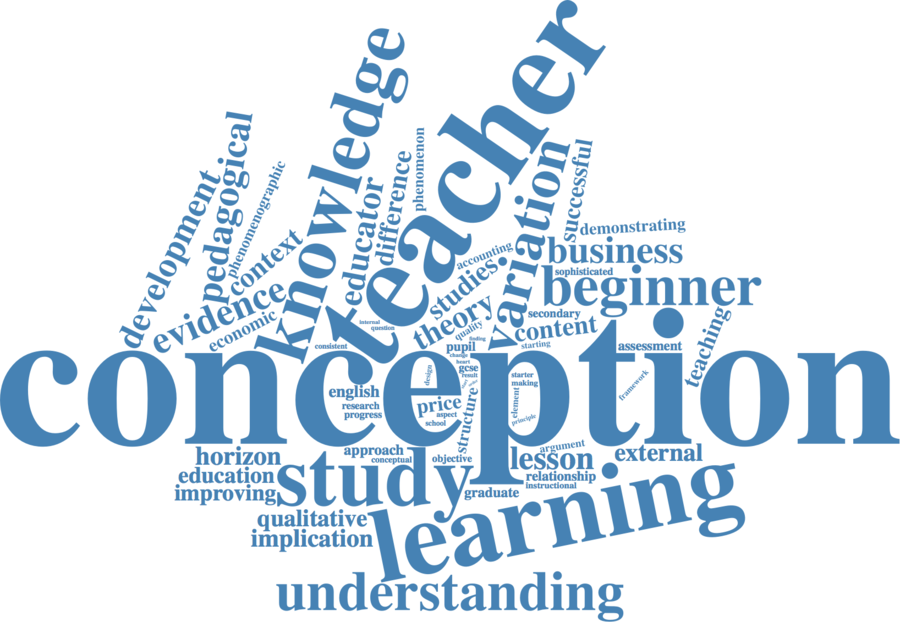 teacher
knowledge
development
pedagogical
phenomenographic
context
evidence
economic
educator
difference
phenomenon
variation
successful
demonstrating
accounting
studies
business
sophisticated
beginner
theory
secondary
content
internal
question
quality
finding
starting
consistent
pupil
change
assessment
teaching
conception
heart
gcse
result
design
starter
making
framework
english
element
research
progress
price
aspect
school
structure
principle
approach
conceptual
objective
argument
horizon
education
improving
study
lesson
external
relationship
instructional
graduate
learning
qualitative
implication
understanding